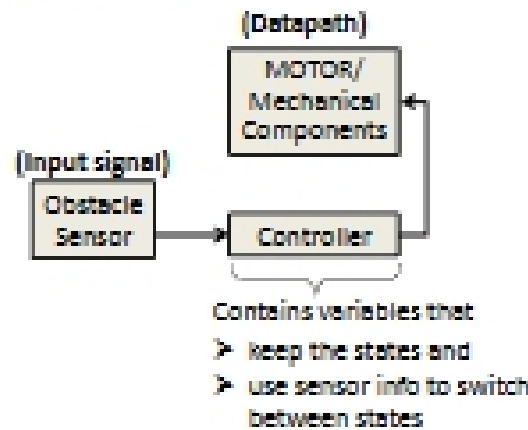 (Datapath)
MOTOR/
Mechanical
Components
(Input signal)
Obstacle
Sensor
Controller
Contains variables that
➤ keep the states and
➤ use sensor info to switch
between states